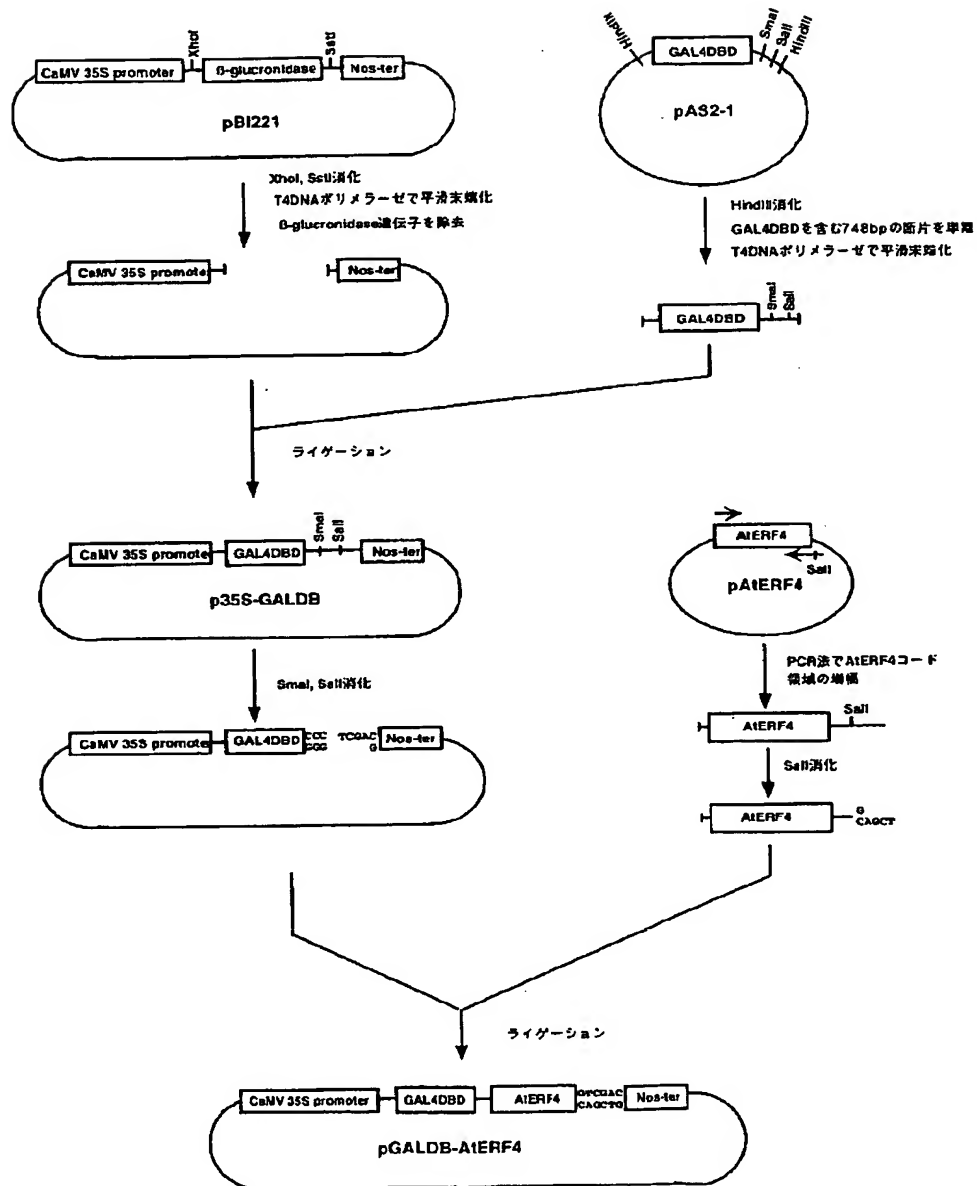 XhoI
SstI
CaMV 35S promoter
β-glucronidase
Nos-ter
pBI221
HindIII
GAL4DBD
SmaI
SalI
HindIII
pAS2-1
XhoI, SstI消化
T4DNAポリメラーゼで平滑末端化
β-glucronidase遺伝子を除去
HindIII消化
GAL4DBDを含む748bpの断片を単離
T4DNAポリメラーゼで平滑末端化
CaMV 35S promoter
Nos-ter
GAL4DBD
SmaI
SalI
ライゲーション
CaMV 35S promoter
GAL4DBD
SmaI
SalI
Nos-ter
p35S-GALDB
AtERF4
SalI
pAtERF4
SmaI, SalI消化
PCR法でAtERF4コード
領域の増幅
AtERF4
SalI
CaMV 35S promoter
GAL4DBD
CCC
GGG
TCGAC
G
Nos-ter
SalI消化
AtERF4
G
CAGCT
ライゲーション
CaMV 35S promoter
GAL4DBD
AtERF4
GTCGAC
CAGCTG
Nos-ter
pGALDB-AtERF4